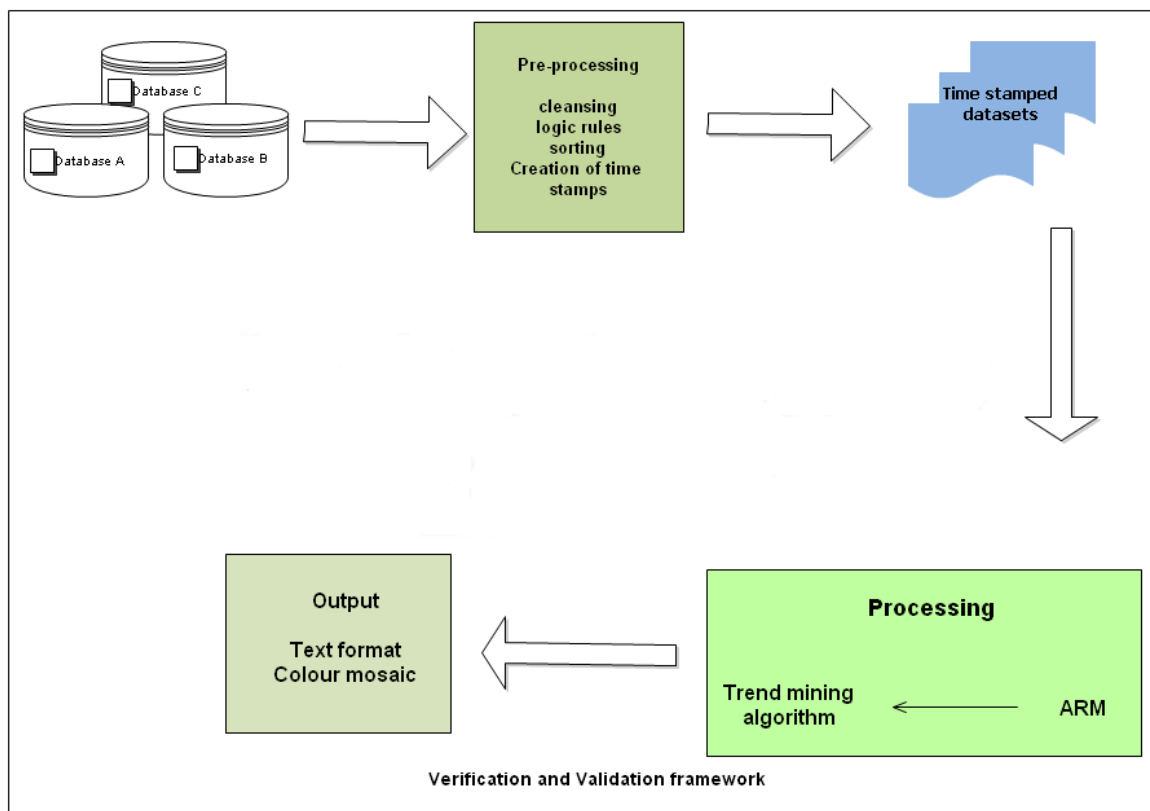 Database C
Database A
Database B
Pre-processing
cleansing
logic rules
sorting
Creation of time
stamps
Time stamped
datasets
Output
Text format
Colour mosaic
Processing
Trend mining
algorithm
ARM
Verification and Validation framework